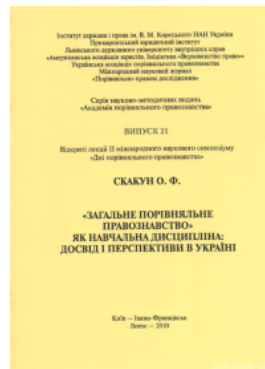 Інститут держави і права ім. В. М. Корецького НАН України
Прикарпатський юридичний інститут
Львівського державного університету внутрішніх справ
«Американська асоціація юристів. Ініціатива «Верховенство права»
Українська асоціація порівняльного правознавства
Міжнародний науковий журнал
«Порівняльно-правові дослідження»
Серія науково-методичних видань
«Академія порівняльного правознавства»
ВИПУСК 21
Відкриті лекції II міжнародного наукового симпозіуму
«Дні порівняльного правознавства»
СКАКУН О. Ф.
«ЗАГАЛЬНЕ ПОРІВНЯЛЬНЕ
ПРАВОЗНАВСТВО»
ЯК НАВЧАЛЬНА ДИСЦИПЛІНА:
ДОСВІД І ПЕРСПЕКТИВИ В УКРАЇНІ
Київ — Івано-Франківськ
— 2010